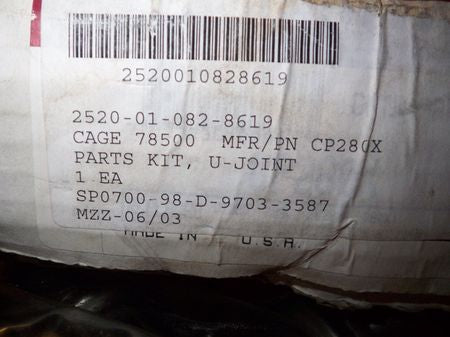 2520010828619
2520-01-082-8619
CAGE 78500 MFR/PN CP280X
PARTS KIT, U-JOINT
1 EA
SP0700-98-D-9703-3587
MZZ-06/03
MADE IN U.S.A.